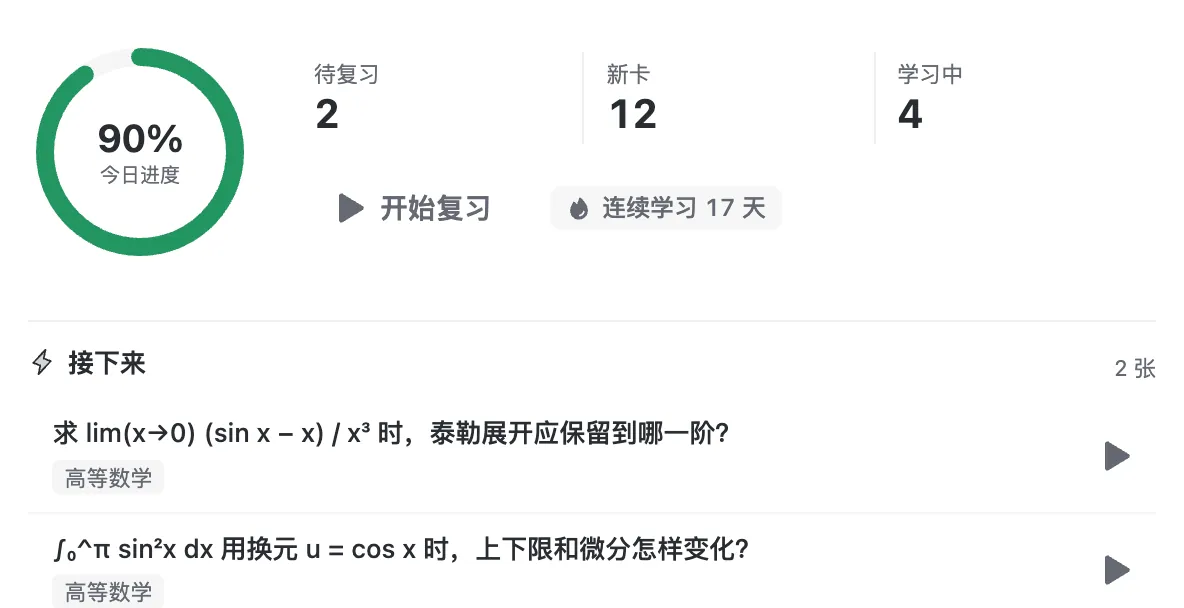 90%
今日进度
待复习
2
新卡
12
学习中
4
开始复习
连续学习 17 天
接下来
2 张
求 lim(x→0) (sin x − x) / x³ 时，泰勒展开应保留到哪一阶?
高等数学
∫₀^π sin²x dx 用换元 u = cos x 时，上下限和微分怎样变化?
高等数学